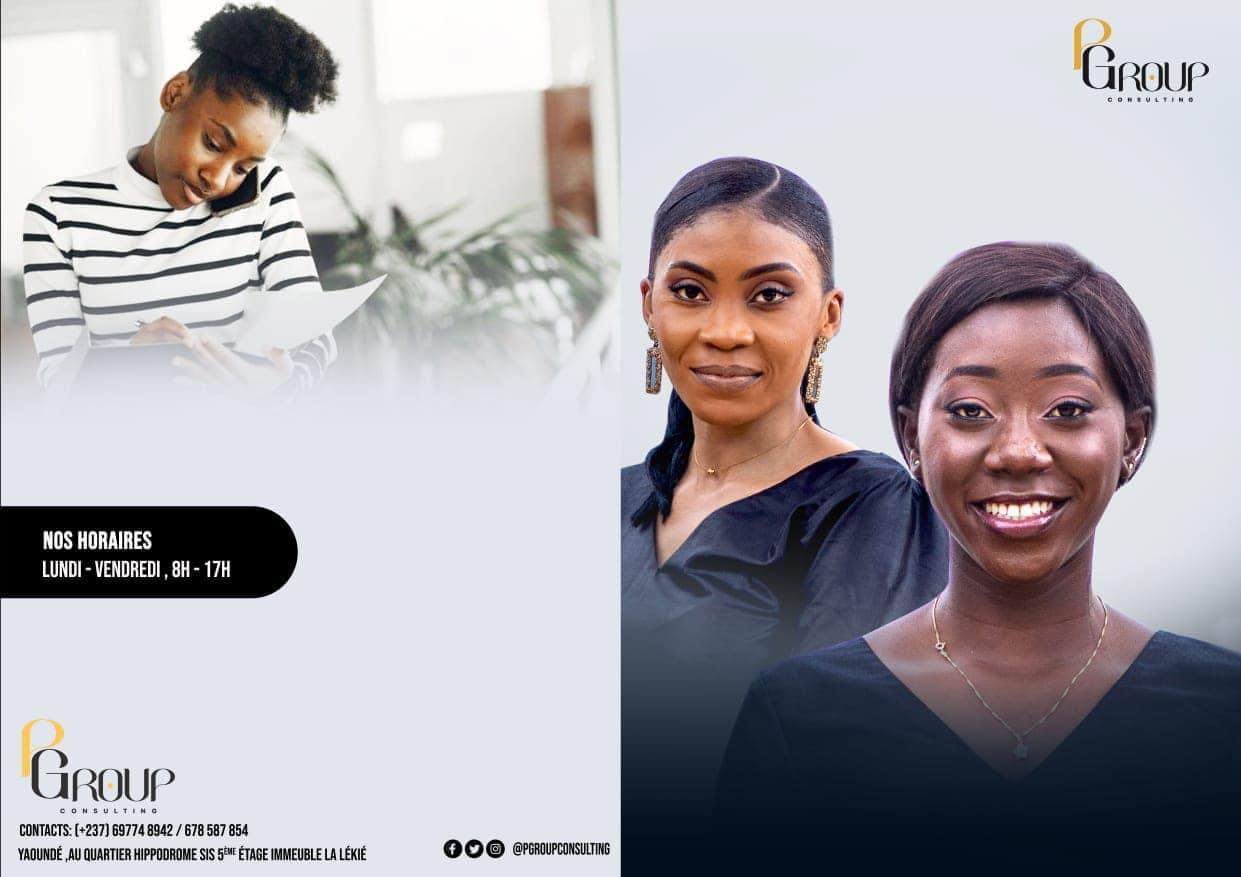 PGROUP
CONSULTING
NOS HORAIRES
LUNDI - VENDREDI , 8H - 17H
PGROUP
CONSULTING
CONTACTS: (+237) 69774 8942 / 678 587 854
YAOUNDÉ ,AU QUARTIER HIPPODROME SIS 5ÈME ÉTAGE IMMEUBLE LA LÉKIÉ
@PGROUPCONSULTING